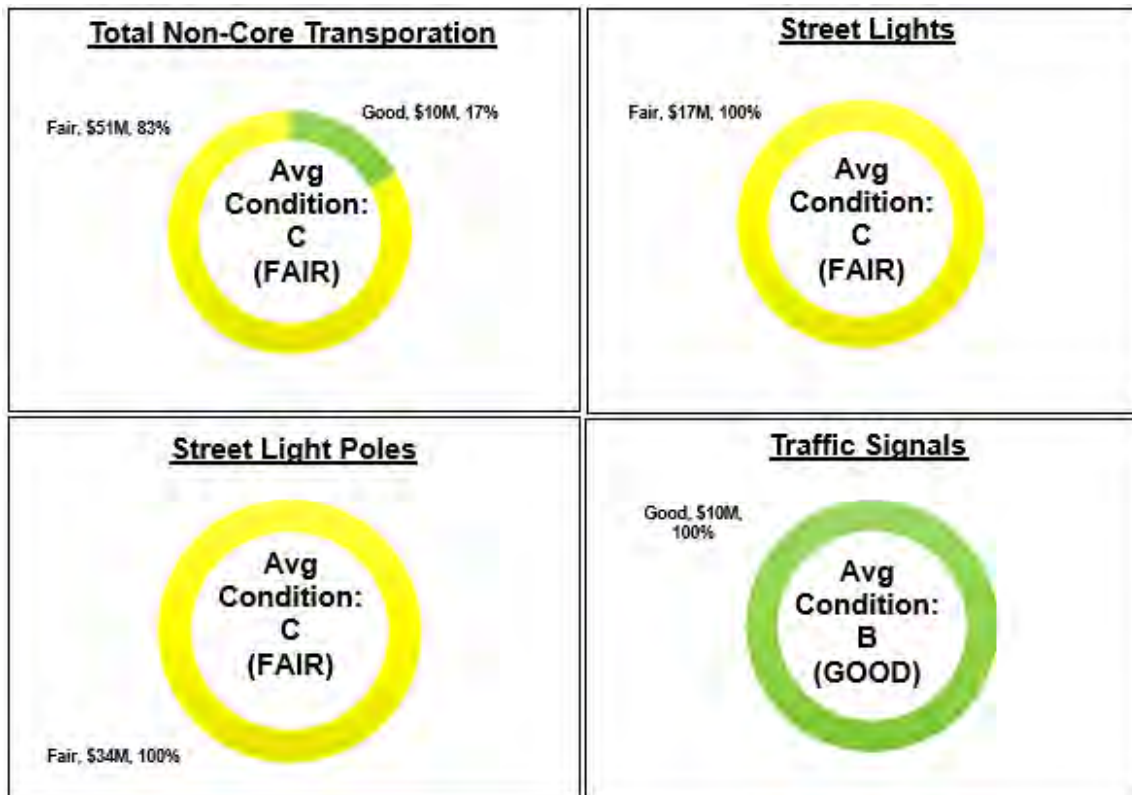 Total Non-Core Transporation
Fair, $51M, 83%
Good, $10M, 17%
Avg
Condition:
C
(FAIR)
Street Lights
Fair, $17M, 100%
Avg
Condition:
C
(FAIR)
Street Light Poles
Avg
Condition:
C
(FAIR)
Fair, $34M, 100%
Traffic Signals
Good, $10M,
100%
Avg
Condition:
B
(GOOD)